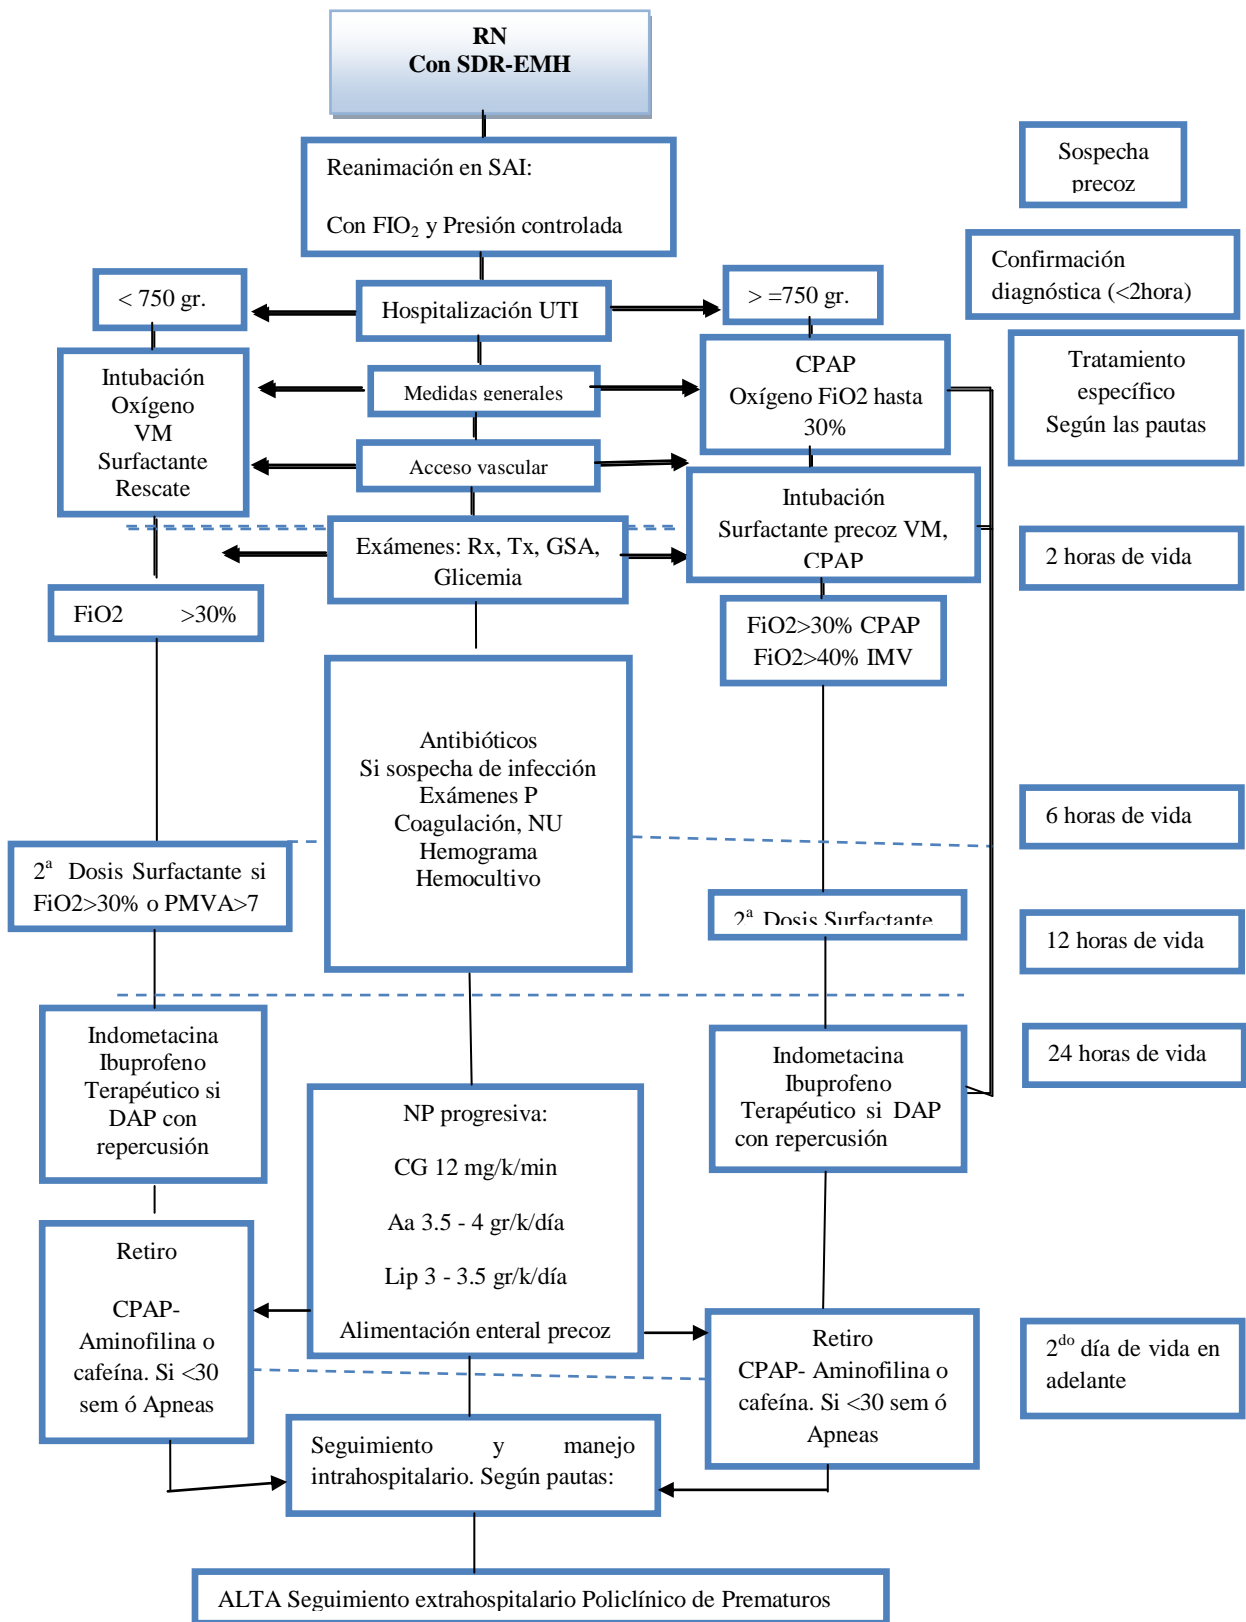 RN
Con SDR-EMH
Reanimación en SAI:
Con FIO₂ y Presión controlada
Sospecha
precoz
Confirmación
diagnóstica (<2hora)
< 750 gr.
Hospitalización UTI
> =750 gr.
Intubación
Oxígeno
VM
Surfactante
Rescate
Medidas generales
CPAP
Oxígeno FiO2 hasta
30%
Tratamiento
específico
Según las pautas
Acceso vascular
Intubación
Surfactante precoz VM,
CPAP
Exámenes: Rx, Tx, GSA,
Glicemia
2 horas de vida
FiO2 >30%
FiO2>30% CPAP
FiO2>40% IMV
Antibióticos
Si sospecha de infección
Exámenes P
Coagulación, NU
Hemograma
Hemocultivo
6 horas de vida
2ª Dosis Surfactante si
FiO2>30% o PMVA>7
2ª Dosis Surfactante
12 horas de vida
Indometacina
Ibuprofeno
Terapéutico si
DAP con
repercusión
Indometacina
Ibuprofeno
Terapéutico si DAP
con repercusión
24 horas de vida
NP progresiva:
CG 12 mg/k/min
Aa 3.5 - 4 gr/k/día
Lip 3 - 3.5 gr/k/día
Alimentación enteral precoz
Retiro
CPAP-
Aminofilina o
cafeína. Si <30
sem ó Apneas
Retiro
CPAP- Aminofilina o
cafeína. Si <30 sem ó
Apneas
2ᵈᵒ día de vida en
adelante
Seguimiento y manejo
intrahospitalario. Según pautas:
ALTA Seguimiento extrahospitalario Policlínico de Prematuros